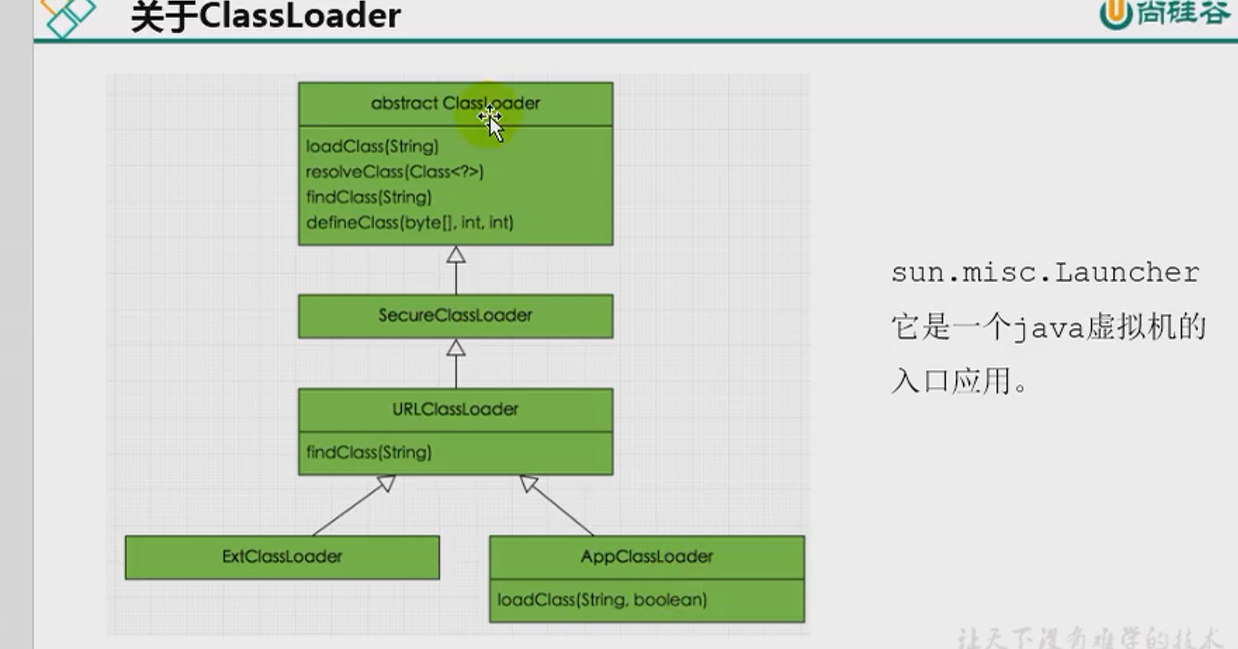 关于ClassLoader
尚硅谷
abstract ClassLoader
loadClass(String)
resolveClass(Class<?>)
findClass(String)
defineClass(byte[], int, int)
SecureClassLoader
URLClassLoader
findClass(String)
ExtClassLoader
AppClassLoader
loadClass(String, boolean)
sun.misc.Launcher
它是一个java虚拟机的
入口应用。
让天下没有难学的技术